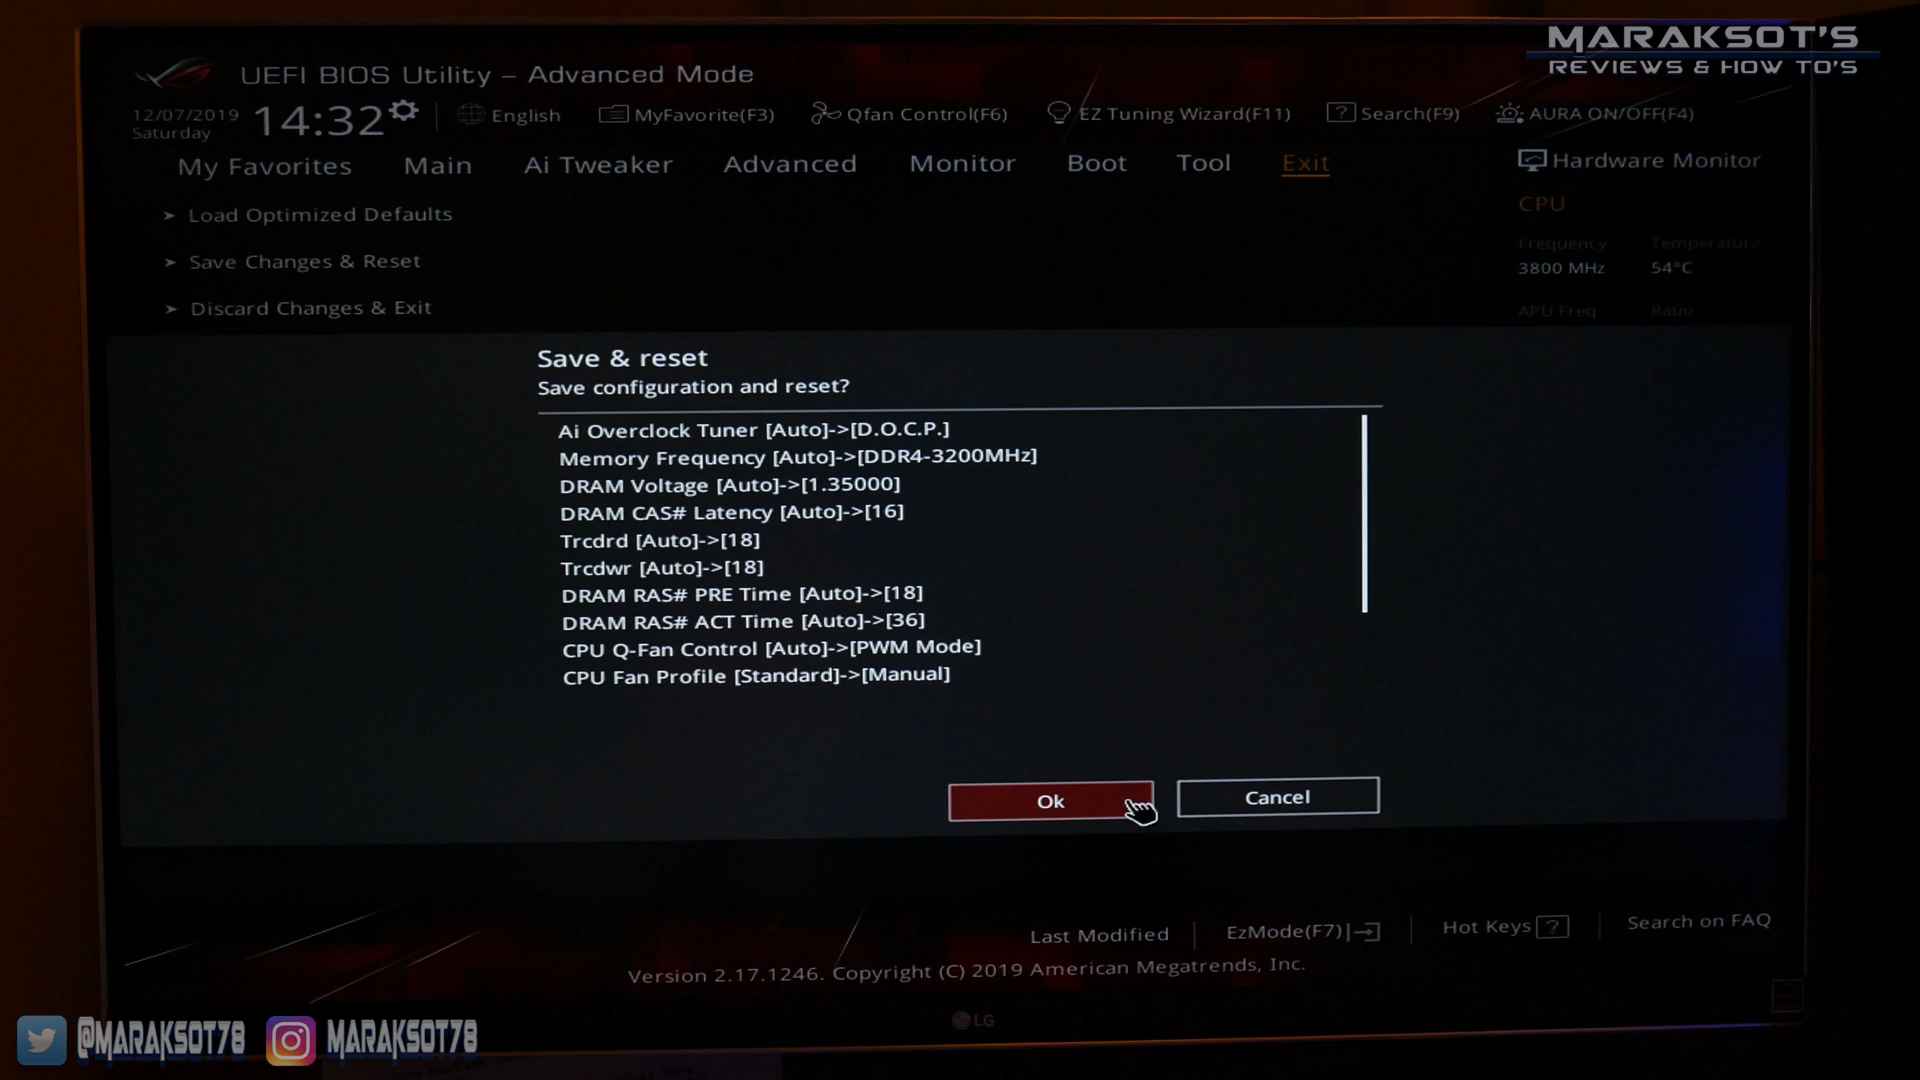 MARAKSOT'S
REVIEWS & HOW TO'S
UEFI BIOS Utility – Advanced Mode
12/07/2019
Saturday
14:32
English
MyFavorite(F3)
Qfan Control(F6)
EZ Tuning Wizard(F11)
Search(F9)
AURA ON/OFF(F4)
My Favorites
Main
Ai Tweaker
Advanced
Monitor
Boot
Tool
Exit
Hardware Monitor
Load Optimized Defaults
Save Changes & Reset
Discard Changes & Exit
CPU
Frequency
Temperature
3800 MHz
54°C
APU Freq
Ratio
Save & reset
Save configuration and reset?
Ai Overclock Tuner [Auto]->[D.O.C.P.]
Memory Frequency [Auto]->[DDR4-3200MHz]
DRAM Voltage [Auto]->[1.35000]
DRAM CAS# Latency [Auto]->[16]
Trcdrd [Auto]->[18]
Trcdwr [Auto]->[18]
DRAM RAS# PRE Time [Auto]->[18]
DRAM RAS# ACT Time [Auto]->[36]
CPU Q-Fan Control [Auto]->[PWM Mode]
CPU Fan Profile [Standard]->[Manual]
Ok
Cancel
Last Modified
EzMode(F7)
Hot Keys ?
Search on FAQ
Version 2.17.1246. Copyright (C) 2019 American Megatrends, Inc.
LG
@MARAKSOT78
MARAKSOT78